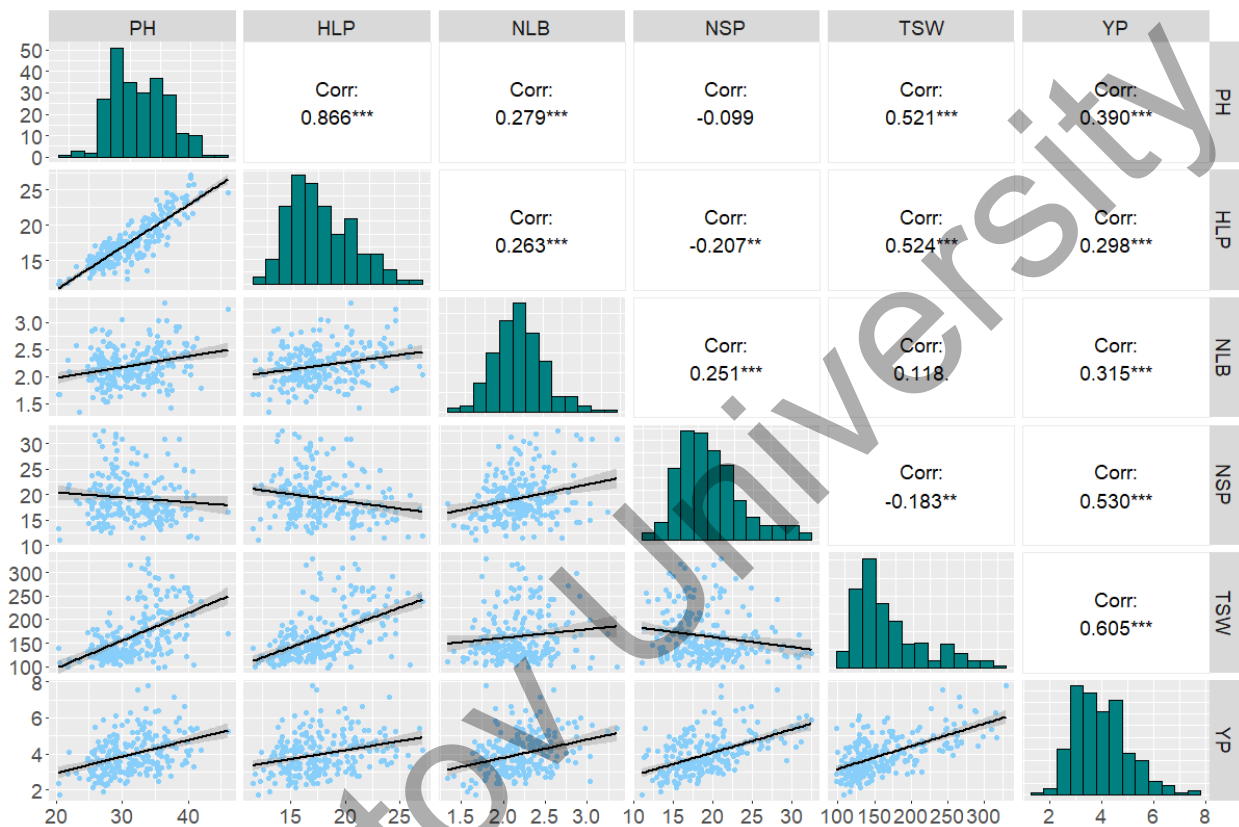 PH HLP NLB NSP TSW YP
50
40
30
20
10
0
Corr: Corr: Corr: Corr: Corr:
0.866*** 0.279*** -0.099 0.521*** 0.390***
PH
25
20
15
Corr: Corr: Corr: Corr:
0.263*** -0.207** 0.524*** 0.298***
HLP
3.0
2.5
2.0
1.5
Corr: Corr: Corr:
0.251*** 0.118. 0.315***
NLB
30
25
20
15
10
Corr: Corr:
-0.183** 0.530***
NSP
300
250
200
150
100
Corr:
0.605***
TSW
8
6
4
2
YP
20 30 40 15 20 25 1.5 2.0 2.5 3.0 10 15 20 25 30 100 150 200 250 300 2 4 6 8
tov University